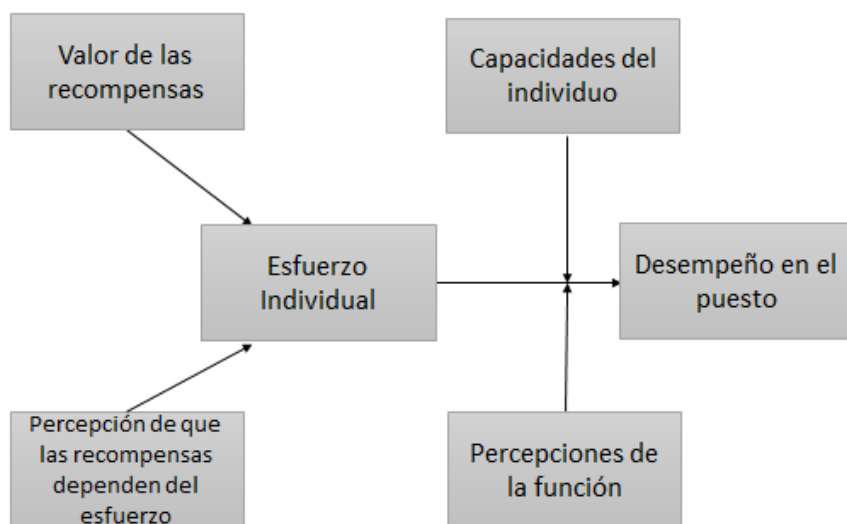 Valor de las
recompensas
Capacidades del
individuo
Esfuerzo
Individual
Desempeño en el
puesto
Percepción de que
las recompensas
dependen del
esfuerzo
Percepciones de
la función